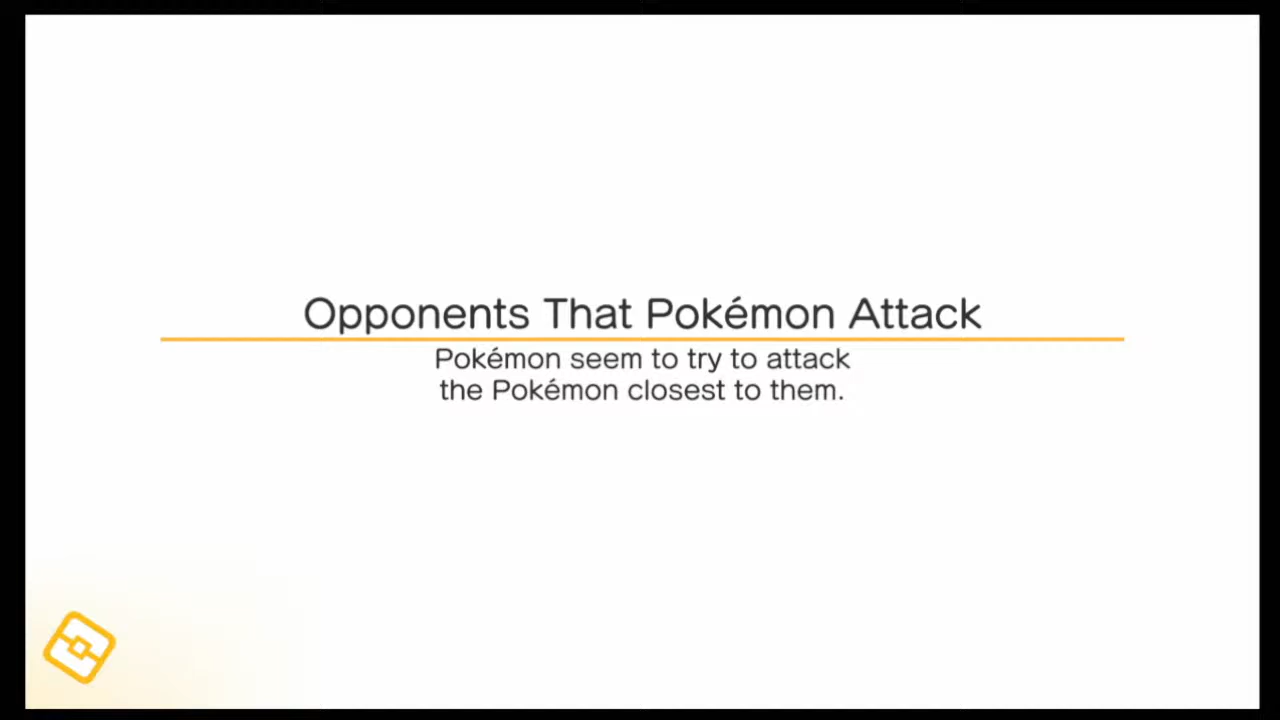 Opponents That Pokémon Attack
Pokémon seem to try to attack
the Pokémon closest to them.